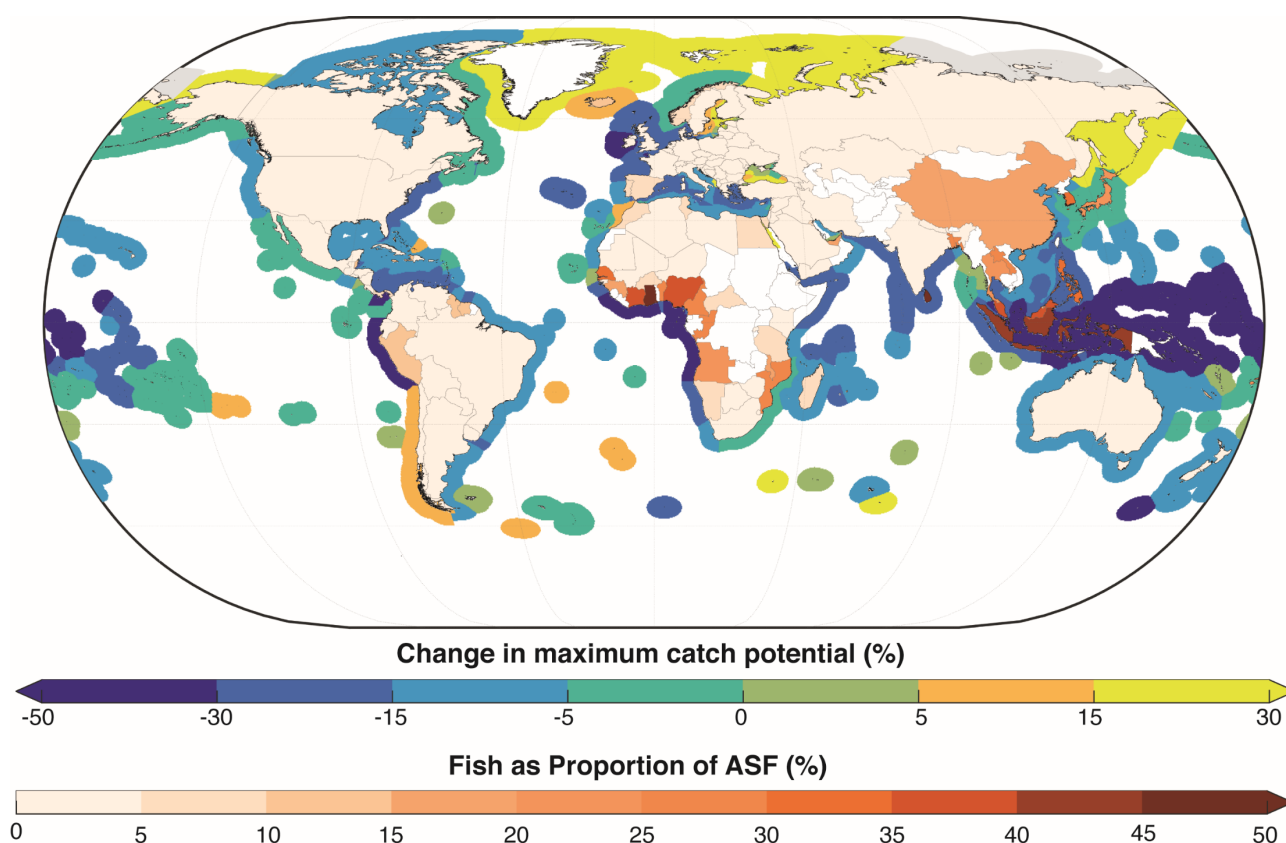 Change in maximum catch potential (%)
-50 -30 -15 -5 0 5 15 30
Fish as Proportion of ASF (%)
0 5 10 15 20 25 30 35 40 45 50